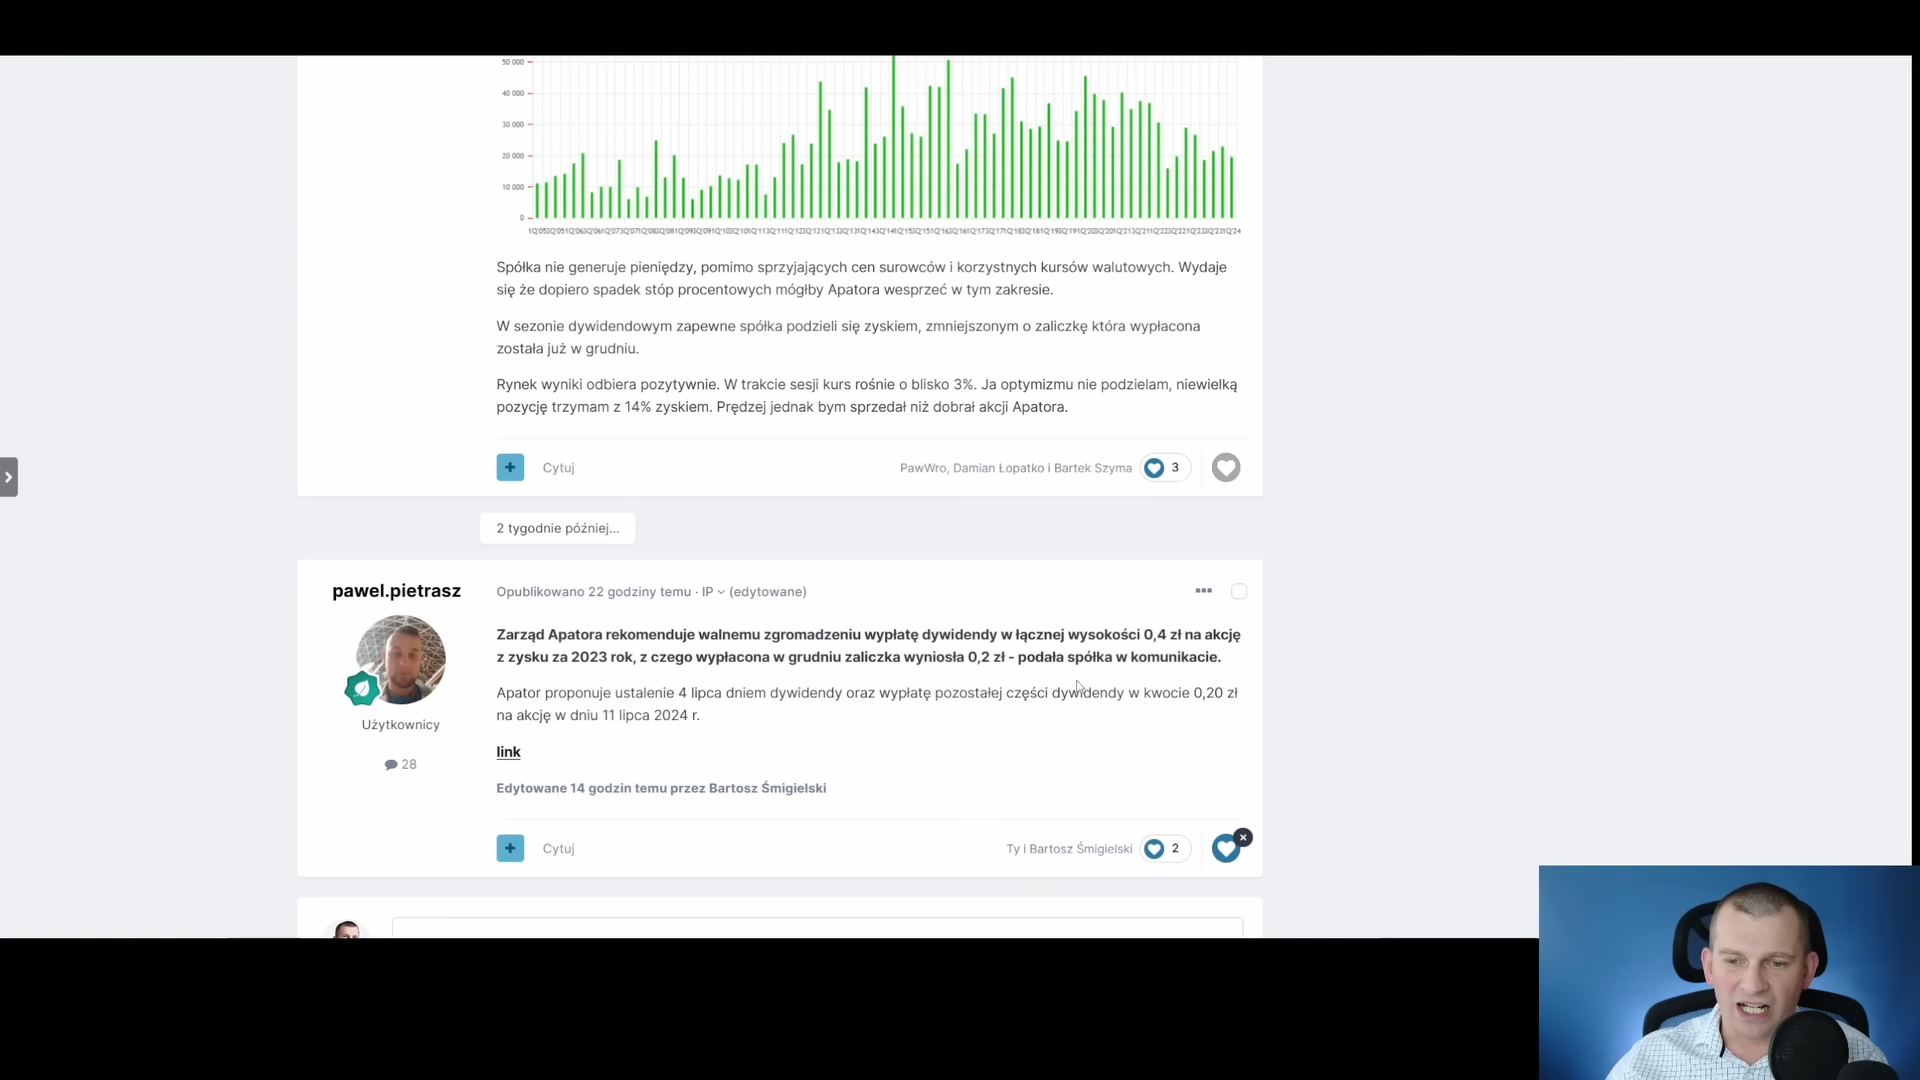 50 000
40 000
30 000
20 000
10 000
0
Spółka nie generuje pieniędzy, pomimo sprzyjających cen surowców i korzystnych kursów walutowych. Wydaje
się że dopiero spadek stóp procentowych mógłby Apatora wesprzeć w tym zakresie.
W sezonie dywidendowym zapewne spółka podzieli się zyskiem, zmniejszonym o zaliczkę która wypłacona
została już w grudniu.
Rynek wyniki odbiera pozytywnie. W trakcie sesji kurs rośnie o blisko 3%. Ja optymizmu nie podzielam, niewielką
pozycję trzymam z 14% zyskiem. Prędzej jednak bym sprzedał niż dobrał akcji Apatora.
+ Cytuj PawWro, Damian Łopatko i Bartek Szyma 3
2 tygodnie później...
pawel.pietrasz
Opublikowano 22 godziny temu · IP (edytowane)
Zarząd Apatora rekomenduje walnemu zgromadzeniu wypłatę dywidendy w łącznej wysokości 0,4 zł na akcję
z zysku za 2023 rok, z czego wypłacona w grudniu zaliczka wyniosła 0,2 zł - podała spółka w komunikacie.
Apator proponuje ustalenie 4 lipca dniem dywidendy oraz wypłatę pozostałej części dywidendy w kwocie 0,20 zł
na akcję w dniu 11 lipca 2024 r.
Użytkownicy
link
28
Edytowane 14 godzin temu przez Bartosz Śmigielski
+ Cytuj Ty i Bartosz Śmigielski 2